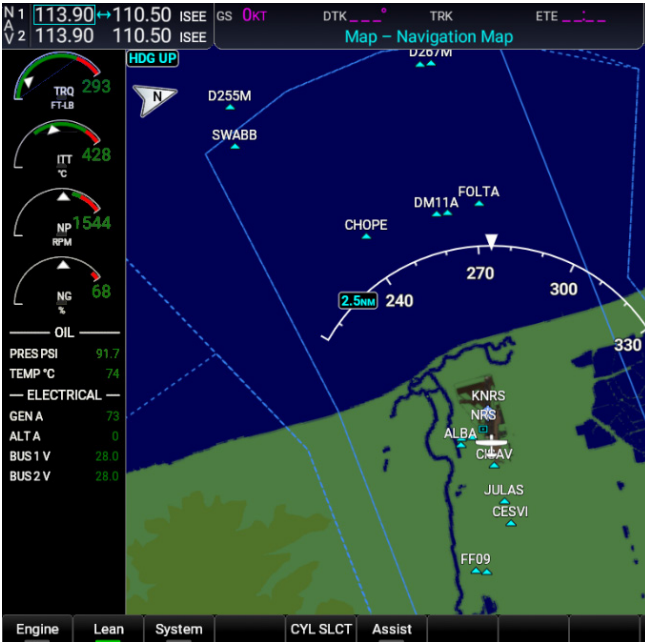 N 1 113.90↔110.50 ISEE GS 0KT DTK _ _ _° TRK ETE _ _:_ _
A
V 2 113.90 110.50 ISEE Map – Navigation Map
HDG UP
D267M
N
TRQ 293
FT-LB
D255M
SWABB
ITT 428
°C
FOLTA
DM11A
CHOPE
NP 1544
RPM
270
300
2.5NM 240
NG 68
%
OIL
330
PRES PSI 91.7
TEMP °C 74
ELECTRICAL
KNRS
NRS
GEN A 73
ALBA
ALT A 0
CISAV
BUS 1 V 28.0
BUS 2 V 28.0
JULAS
CESVI
FF09
Engine Lean System CYL SLCT Assist